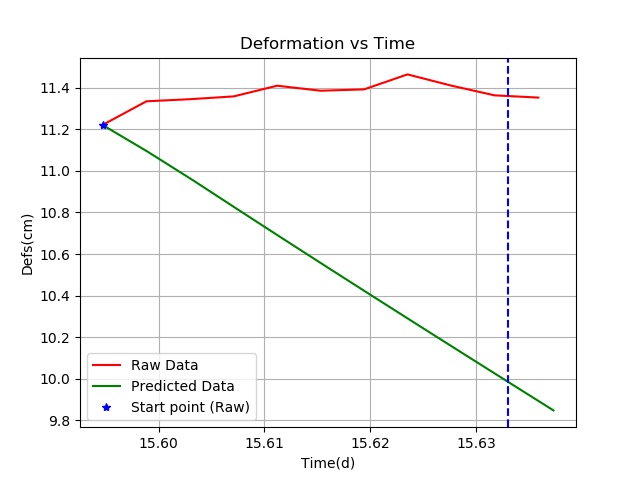 Deformation vs Time
Defs(cm)
11.4
11.2
11.0
10.8
10.6
10.4
10.2
10.0
9.8
Raw Data
Predicted Data
Start point (Raw)
15.60 15.61 15.62 15.63
Time(d)